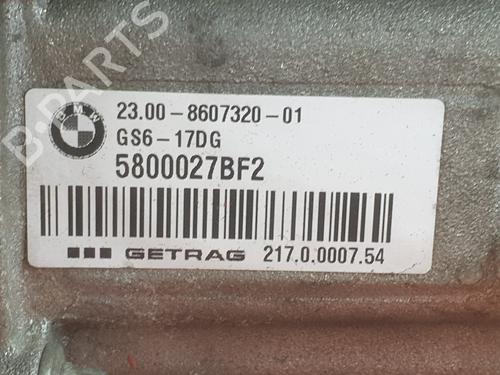 B-PARTS
BMW
23.00-8607320-01
GS6-17DG
5800027BF2
GETRAG 217.0.0007.54